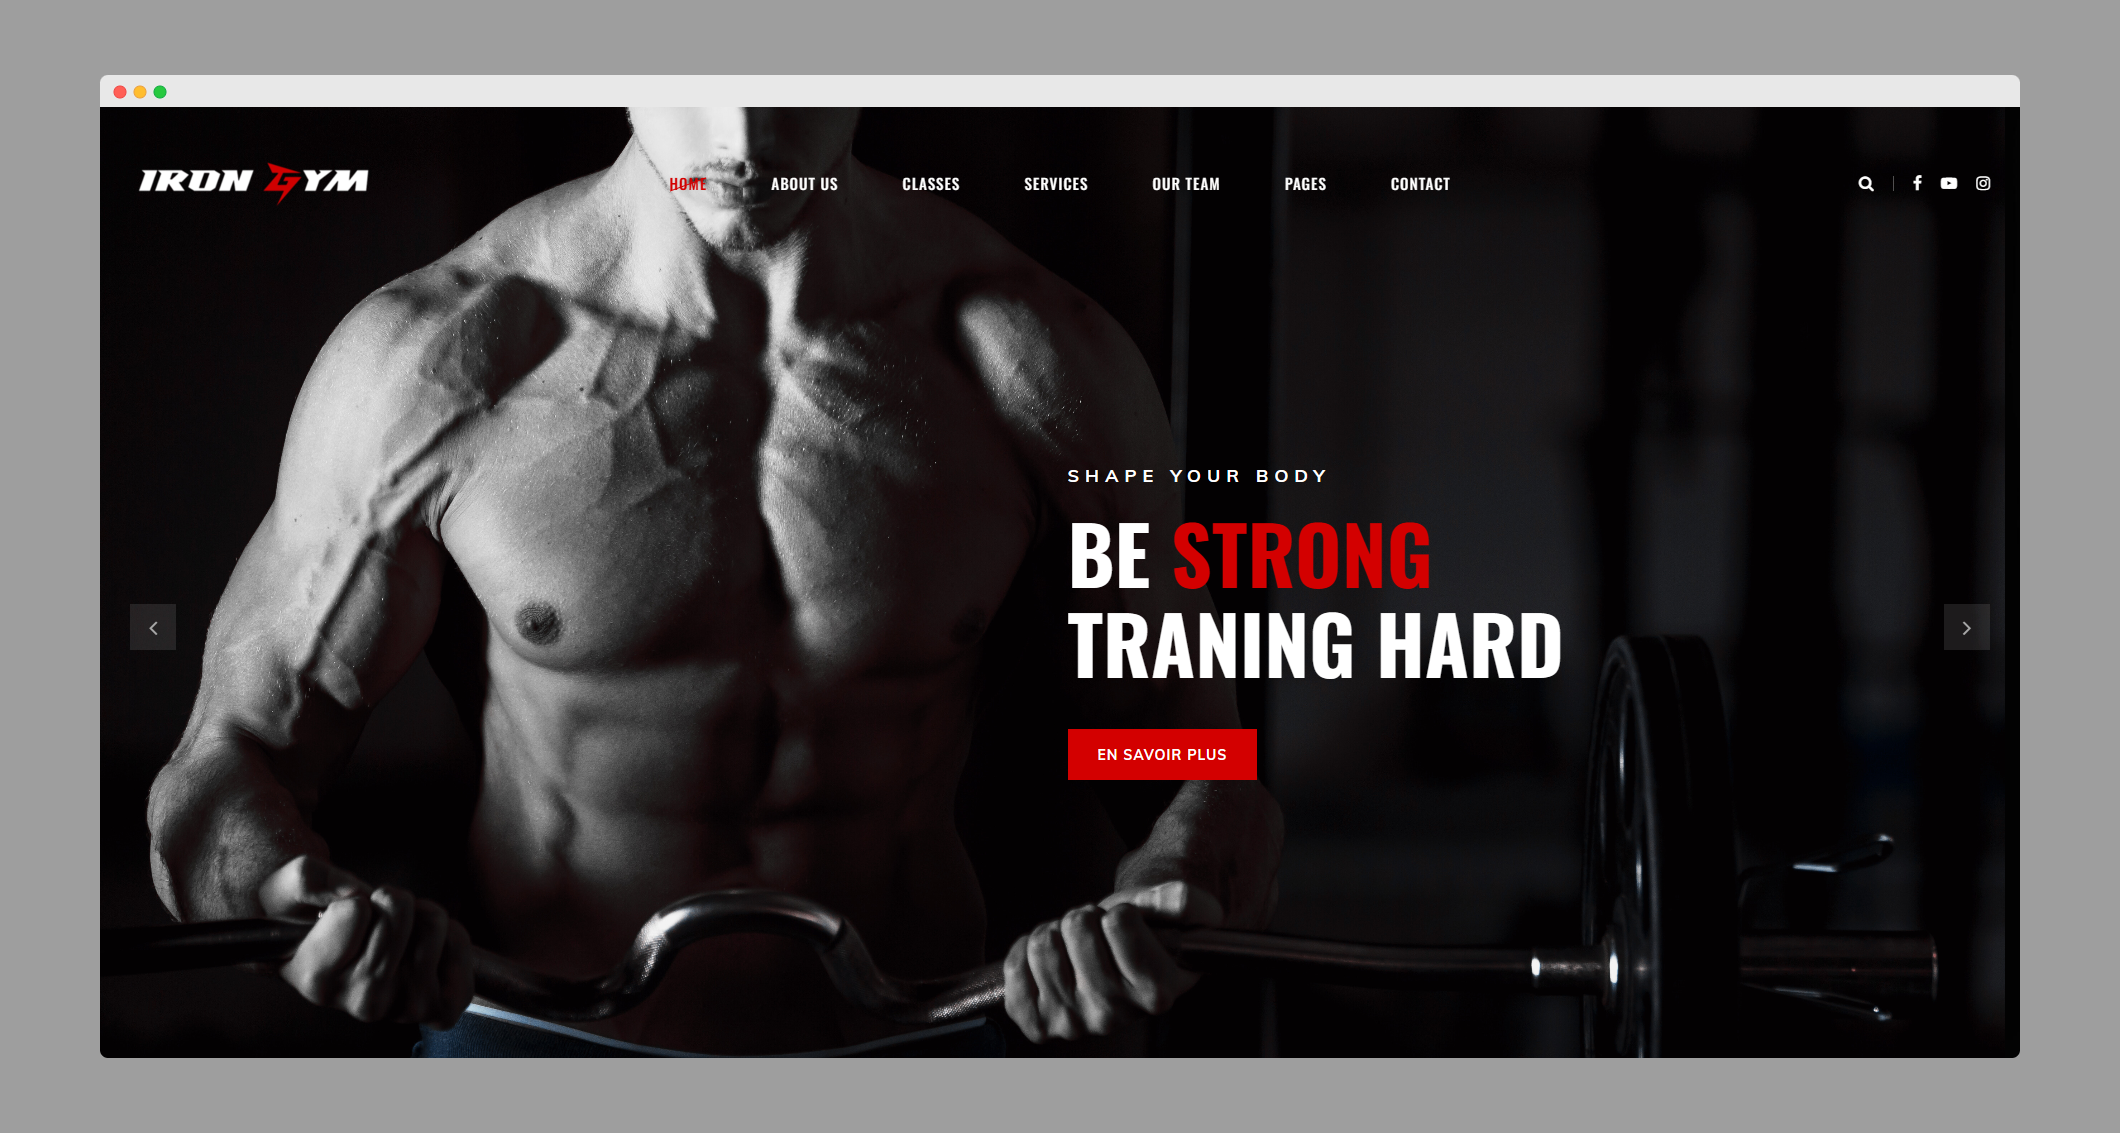 IRON GYM
HOME ABOUT US CLASSES SERVICES OUR TEAM PAGES CONTACT
SHAPE YOUR BODY
BE STRONG
TRANING HARD
EN SAVOIR PLUS